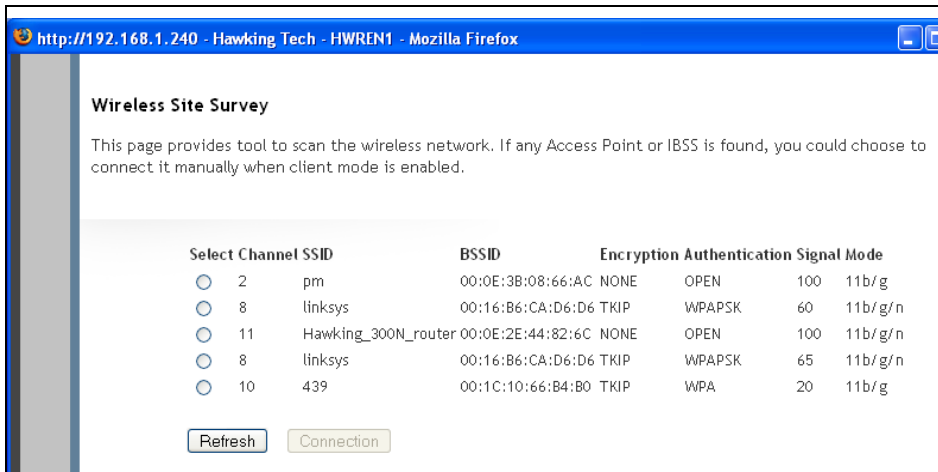 http://192.168.1.240 - Hawking Tech - HWREN1 - Mozilla Firefox
Wireless Site Survey
This page provides tool to scan the wireless network. If any Access Point or IBSS is found, you could choose to
connect it manually when client mode is enabled.
Select Channel SSID BSSID Encryption Authentication Signal Mode
2 pm 00:0E:3B:08:66:AC NONE OPEN 100 11b/g
8 linksys 00:16:B6:CA:D6:D6 TKIP WPAPSK 60 11b/g/n
11 Hawking_300N_router 00:0E:2E:44:82:6C NONE OPEN 100 11b/g/n
8 linksys 00:16:B6:CA:D6:D6 TKIP WPAPSK 65 11b/g/n
10 439 00:1C:10:66:B4:B0 TKIP WPA 20 11b/g
Refresh Connection